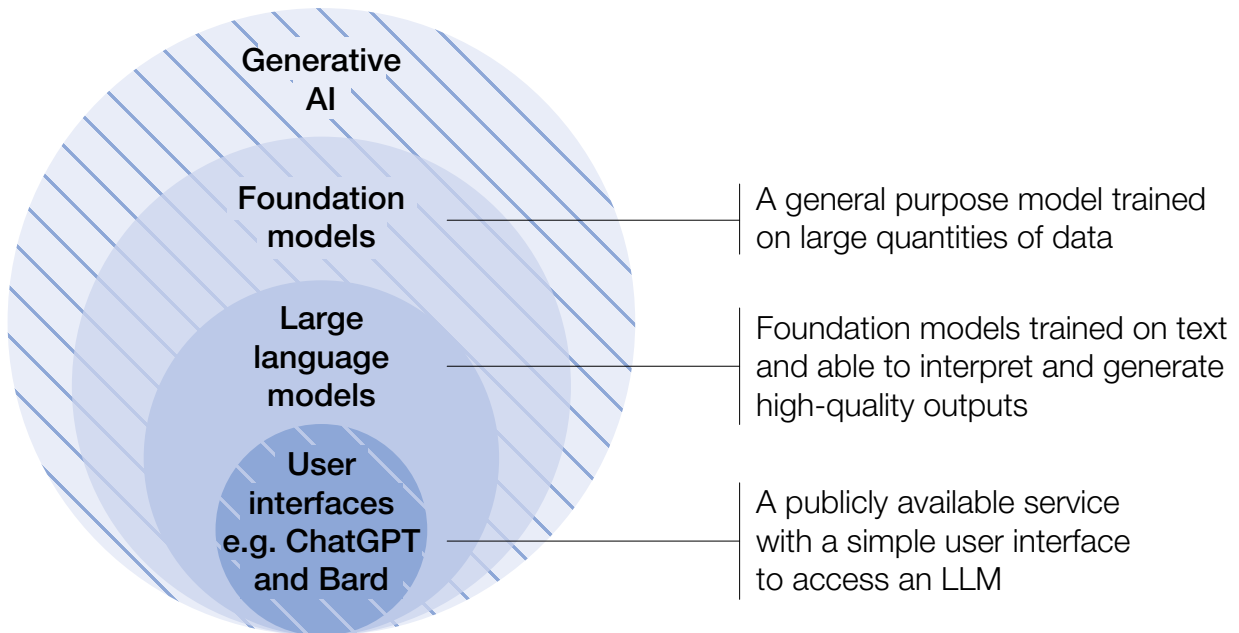 Generative
AI
Foundation
models
A general purpose model trained
on large quantities of data
Large
language
models
Foundation models trained on text
and able to interpret and generate
high-quality outputs
User
interfaces
e.g. ChatGPT
and Bard
A publicly available service
with a simple user interface
to access an LLM